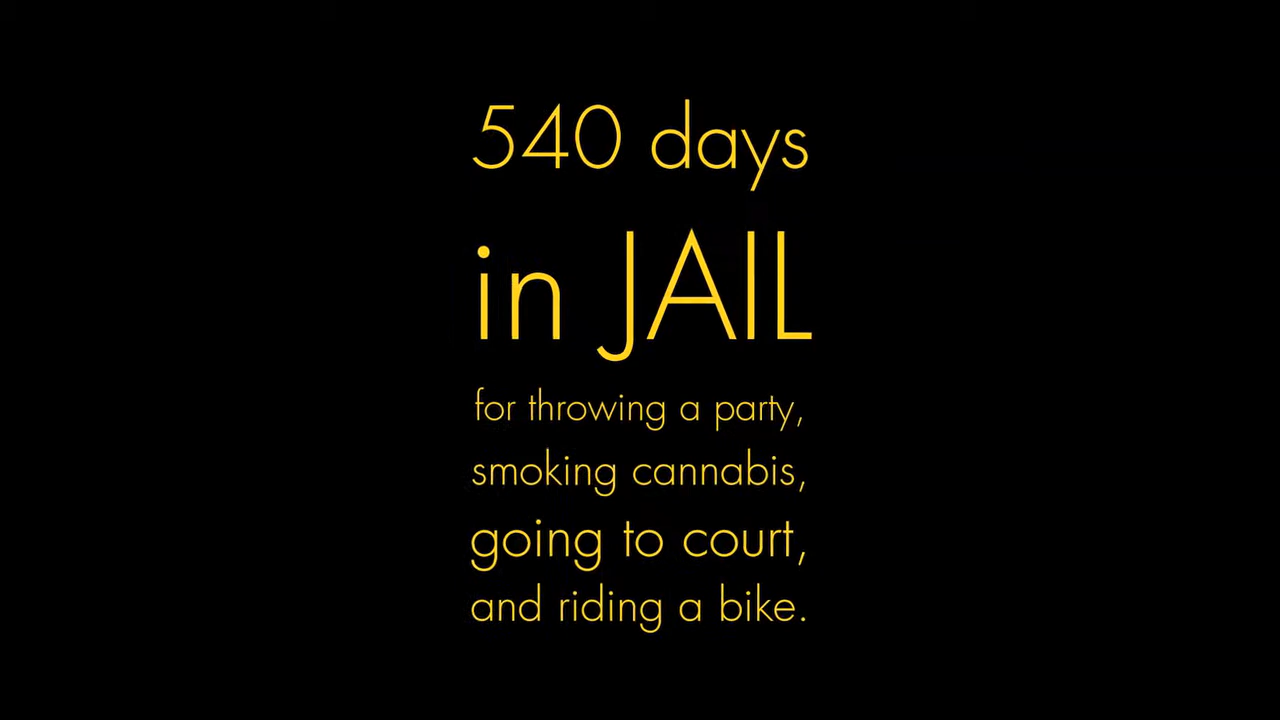 540 days
in JAIL
for throwing a party,
smoking cannabis,
going to court,
and riding a bike.